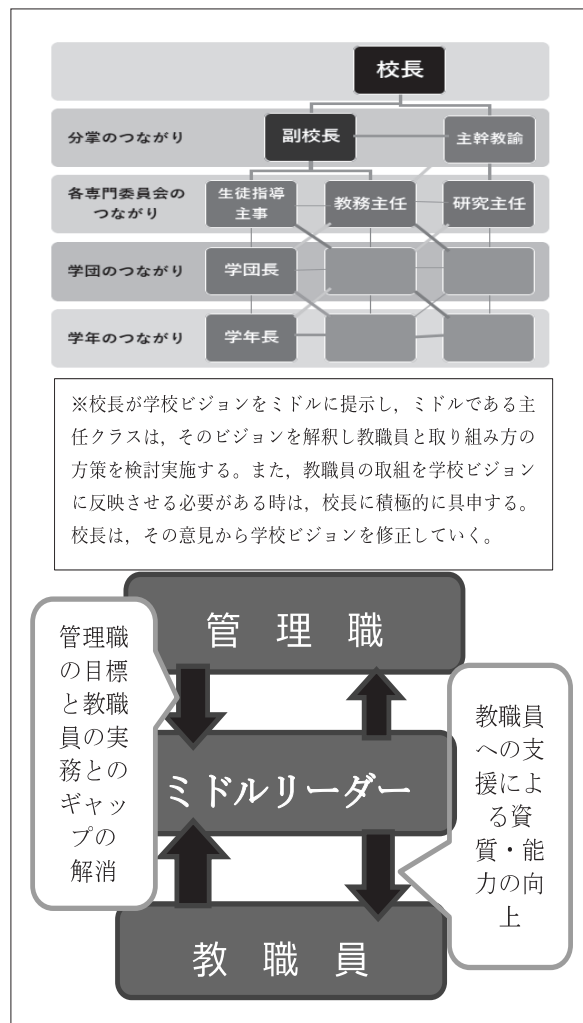 校長
分掌のつながり
副校長
主幹教諭
各専門委員会の
つながり
生徒指導
主事
教務主任
研究主任
学団のつながり
学団長
学年のつながり
学年長
※校長が学校ビジョンをミドルに提示し，ミドルである主
任クラスは，そのビジョンを解釈し教職員と取り組み方の
方策を検討実施する。また，教職員の取組を学校ビジョン
に反映させる必要がある時は，校長に積極的に具申する。
校長は，その意見から学校ビジョンを修正していく。
管理職
管理職
の目標
と教職
員の実
務との
ギャッ
プの
解消
ミドルリーダー
教職員
への支
援によ
る資
質・能
力の向
上
教職員